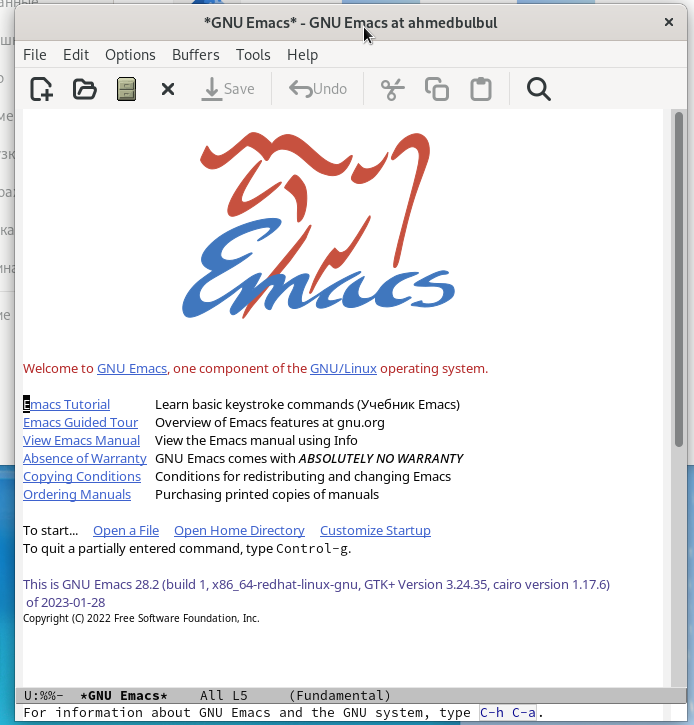 *GNU Emacs* - GNU Emacs at ahmedbulbul
File Edit Options Buffers Tools Help
Save Undo
Emacs
Welcome to GNU Emacs, one component of the GNU/Linux operating system.
Emacs Tutorial Learn basic keystroke commands (Учебник Emacs)
Emacs Guided Tour Overview of Emacs features at gnu.org
View Emacs Manual View the Emacs manual using Info
Absence of Warranty GNU Emacs comes with ABSOLUTELY NO WARRANTY
Copying Conditions Conditions for redistributing and changing Emacs
Ordering Manuals Purchasing printed copies of manuals
To start... Open a File Open Home Directory Customize Startup
To quit a partially entered command, type Control-g.
This is GNU Emacs 28.2 (build 1, x86_64-redhat-linux-gnu, GTK+ Version 3.24.35, cairo version 1.17.6)
of 2023-01-28
Copyright (C) 2022 Free Software Foundation, Inc.
U:%%- *GNU Emacs* All L5 (Fundamental)
For information about GNU Emacs and the GNU system, type C-h C-a.